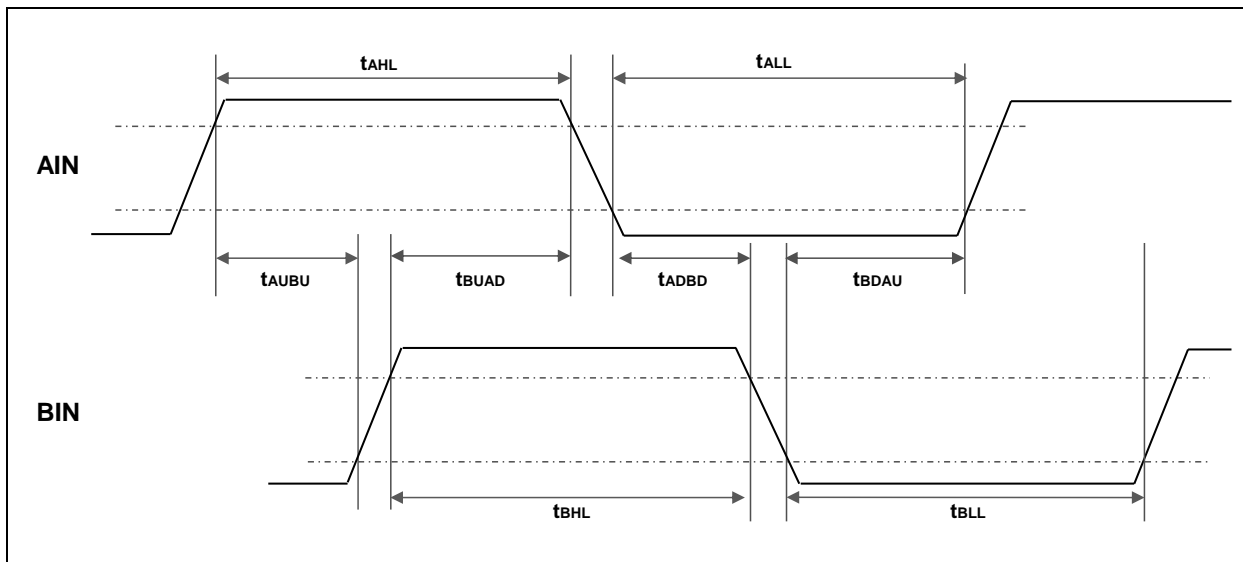 tAHL
tALL
AIN
tAUBU
tBUAD
tADBD
tBDAU
BIN
tBHL
tBLL